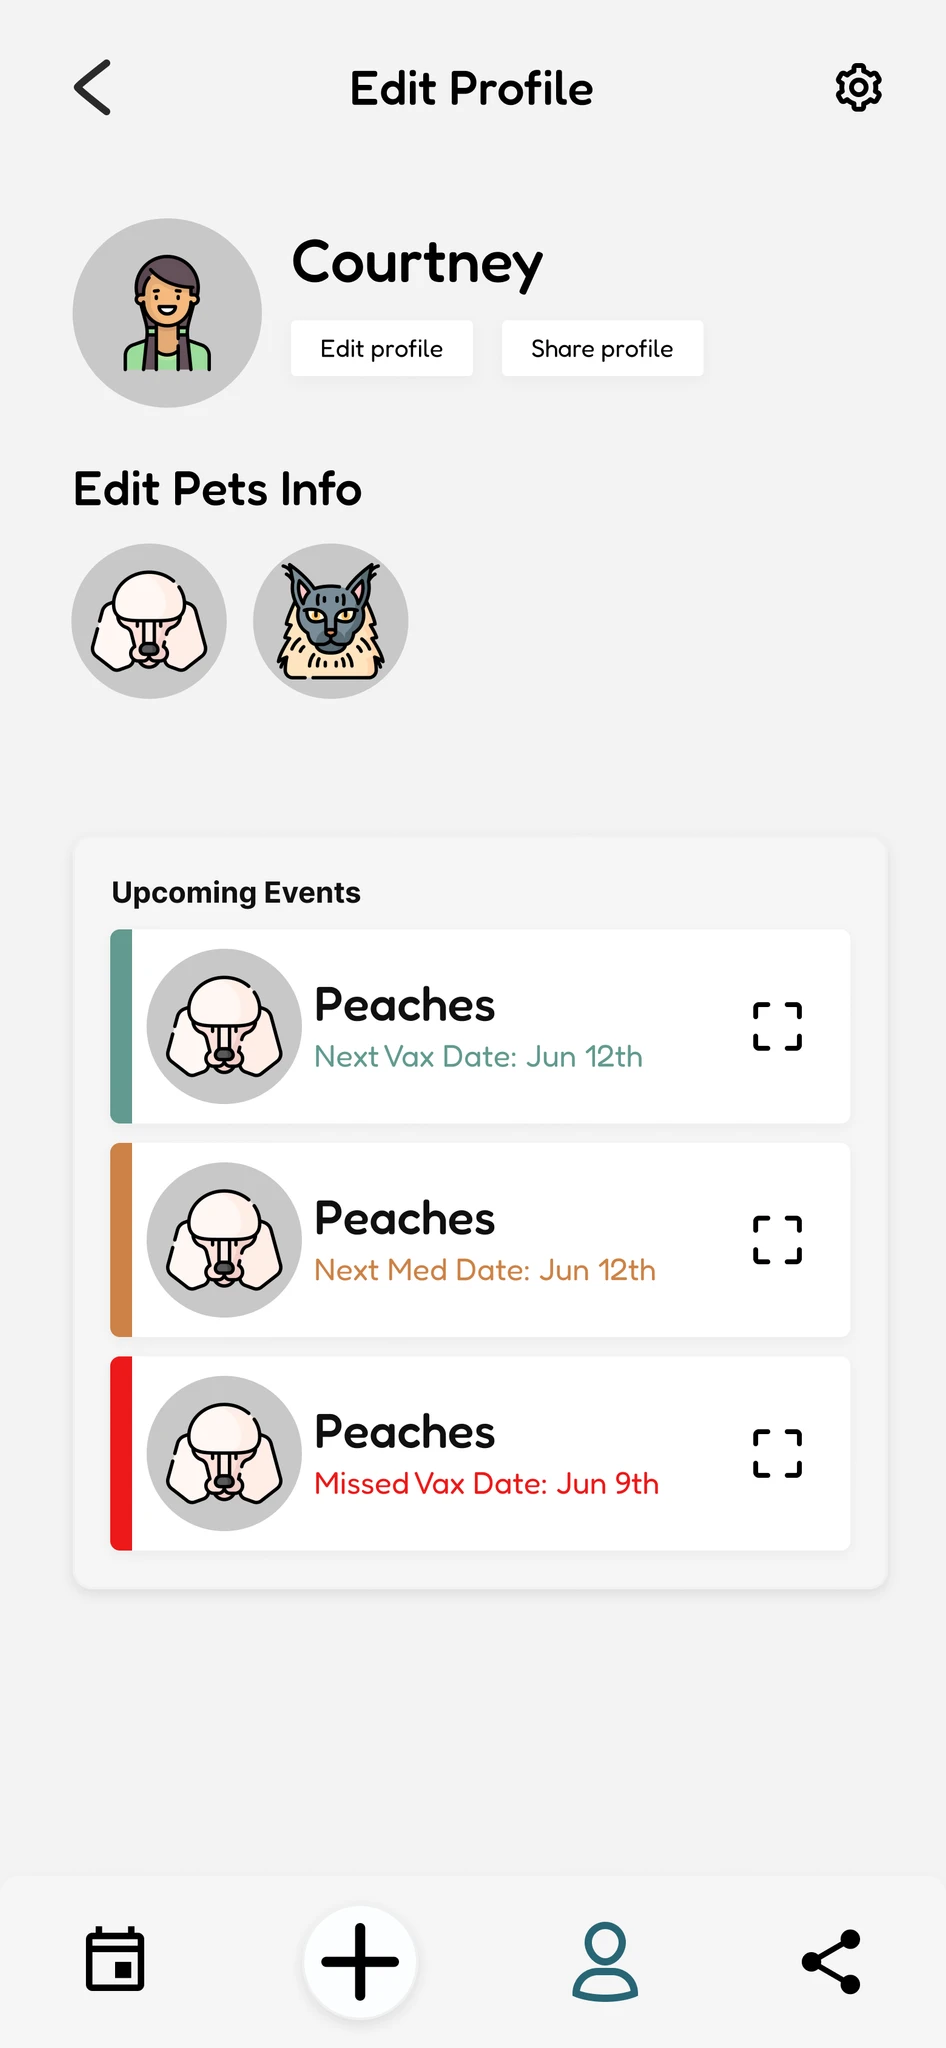 Edit Profile
Courtney
Edit profile
Share profile
Edit Pets Info
Upcoming Events
Peaches
Next Vax Date: Jun 12th
Peaches
Next Med Date: Jun 12th
Peaches
Missed Vax Date: Jun 9th